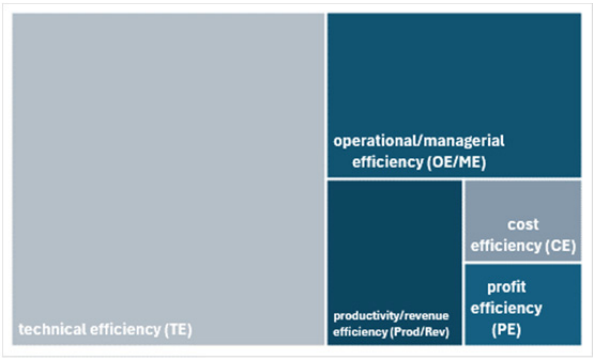 operational/managerial
efficiency (OE/ME)
cost
efficiency (CE)
profit
efficiency
(PE)
productivity/revenue
efficiency (Prod/Rev)
technical efficiency (TE)